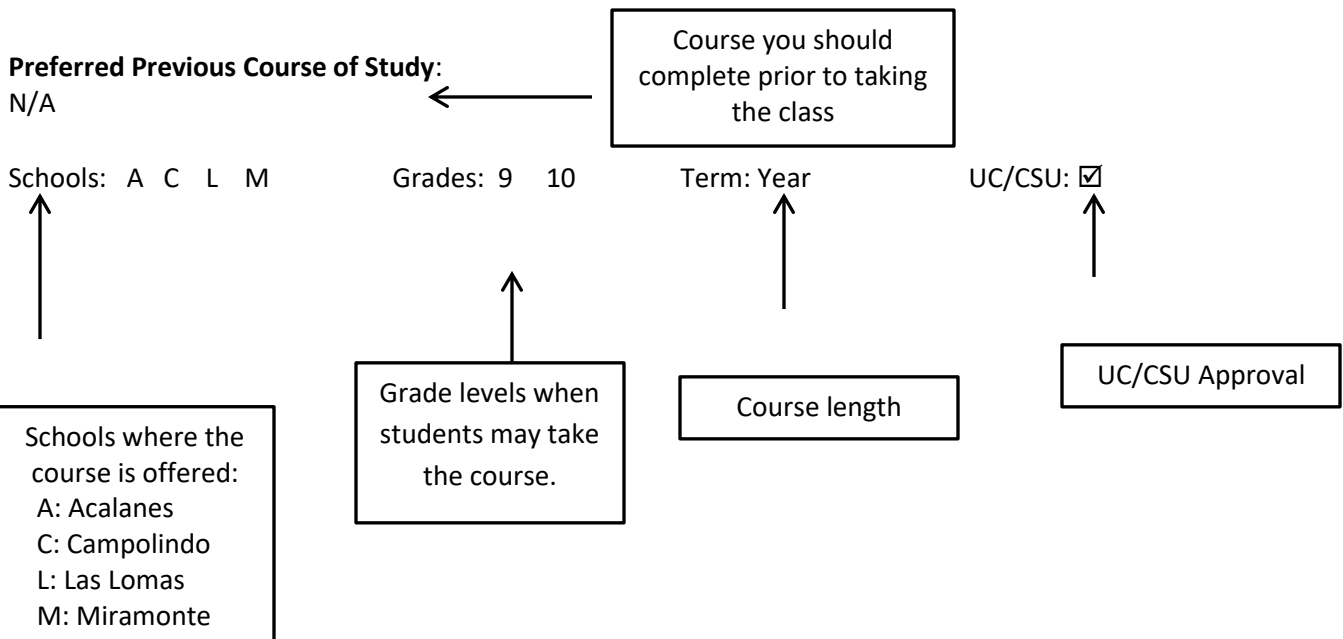 Course you should
complete prior to taking
the class
Preferred Previous Course of Study:
N/A
Schools: A C L M Grades: 9 10 Term: Year UC/CSU: ☑
Schools where the
course is offered:
A: Acalanes
C: Campolindo
L: Las Lomas
M: Miramonte
Grade levels when
students may take
the course.
Course length
UC/CSU Approval